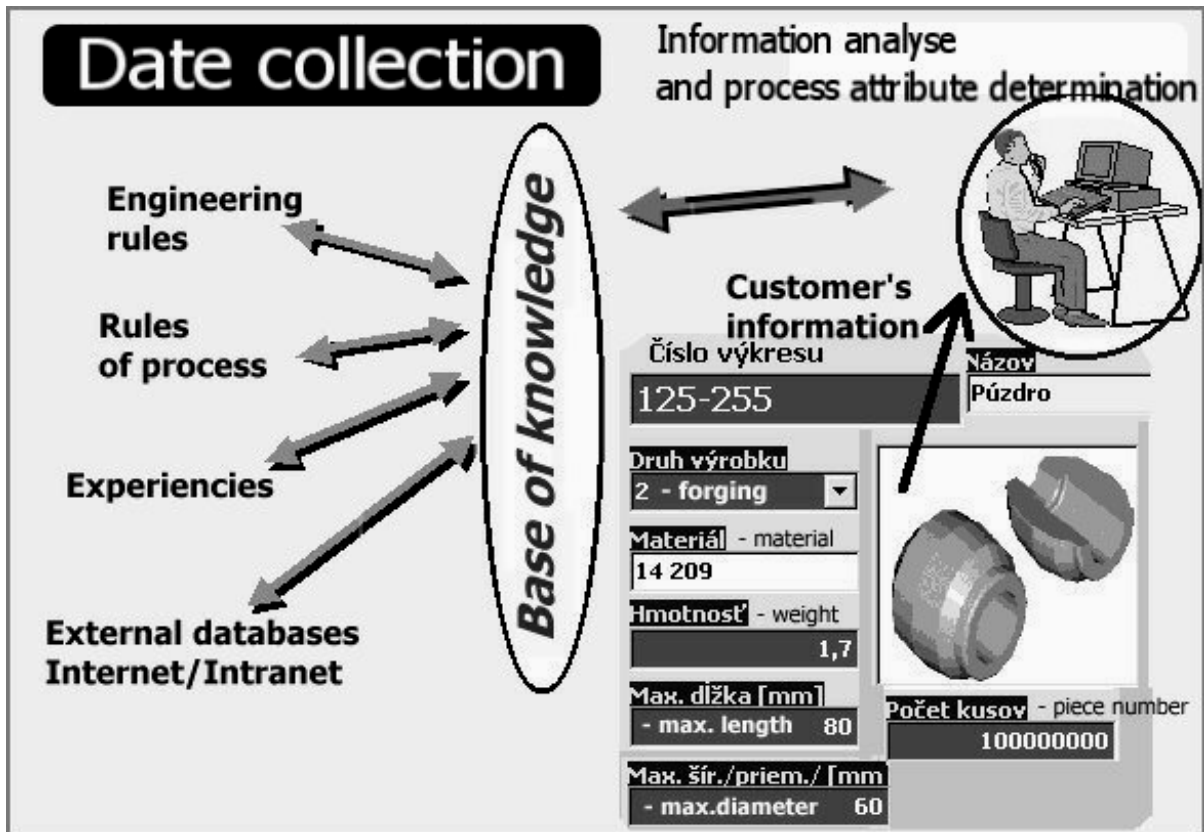 Date collection
Information analyse
and process attribute determination
Engineering
rules
Rules
of process
Experiencies
External databases
Internet/Intranet
Base of knowledge
Customer's
information
Číslo výkresu
125-255
Názov
Púzdro
Druh výrobku
2 - forging
Materiál - material
14 209
Hmotnosť - weight
1,7
Max. dĺžka [mm]
- max. length 80
Počet kusov - piece number
100000000
Max. šír./priem./ [mm
- max.diameter 60